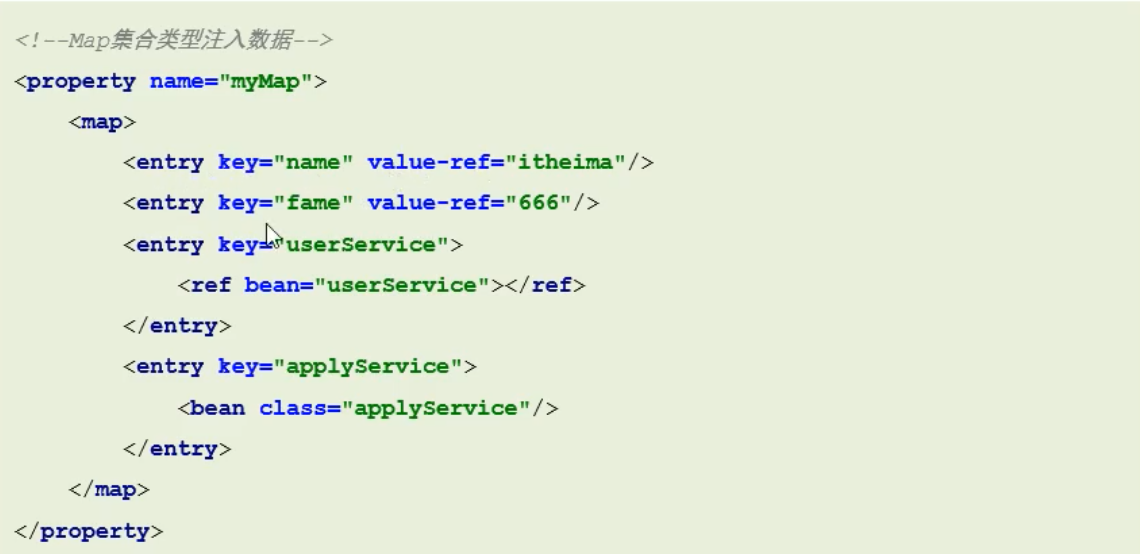 <!--Map集合类型注入数据-->
<property name="myMap">
    <map>
        <entry key="name" value-ref="itheima"/>
        <entry key="fame" value-ref="666"/>
        <entry key="userService">
            <ref bean="userService"></ref>
        </entry>
        <entry key="applyService">
            <bean class="applyService"/>
        </entry>
    </map>
</property>